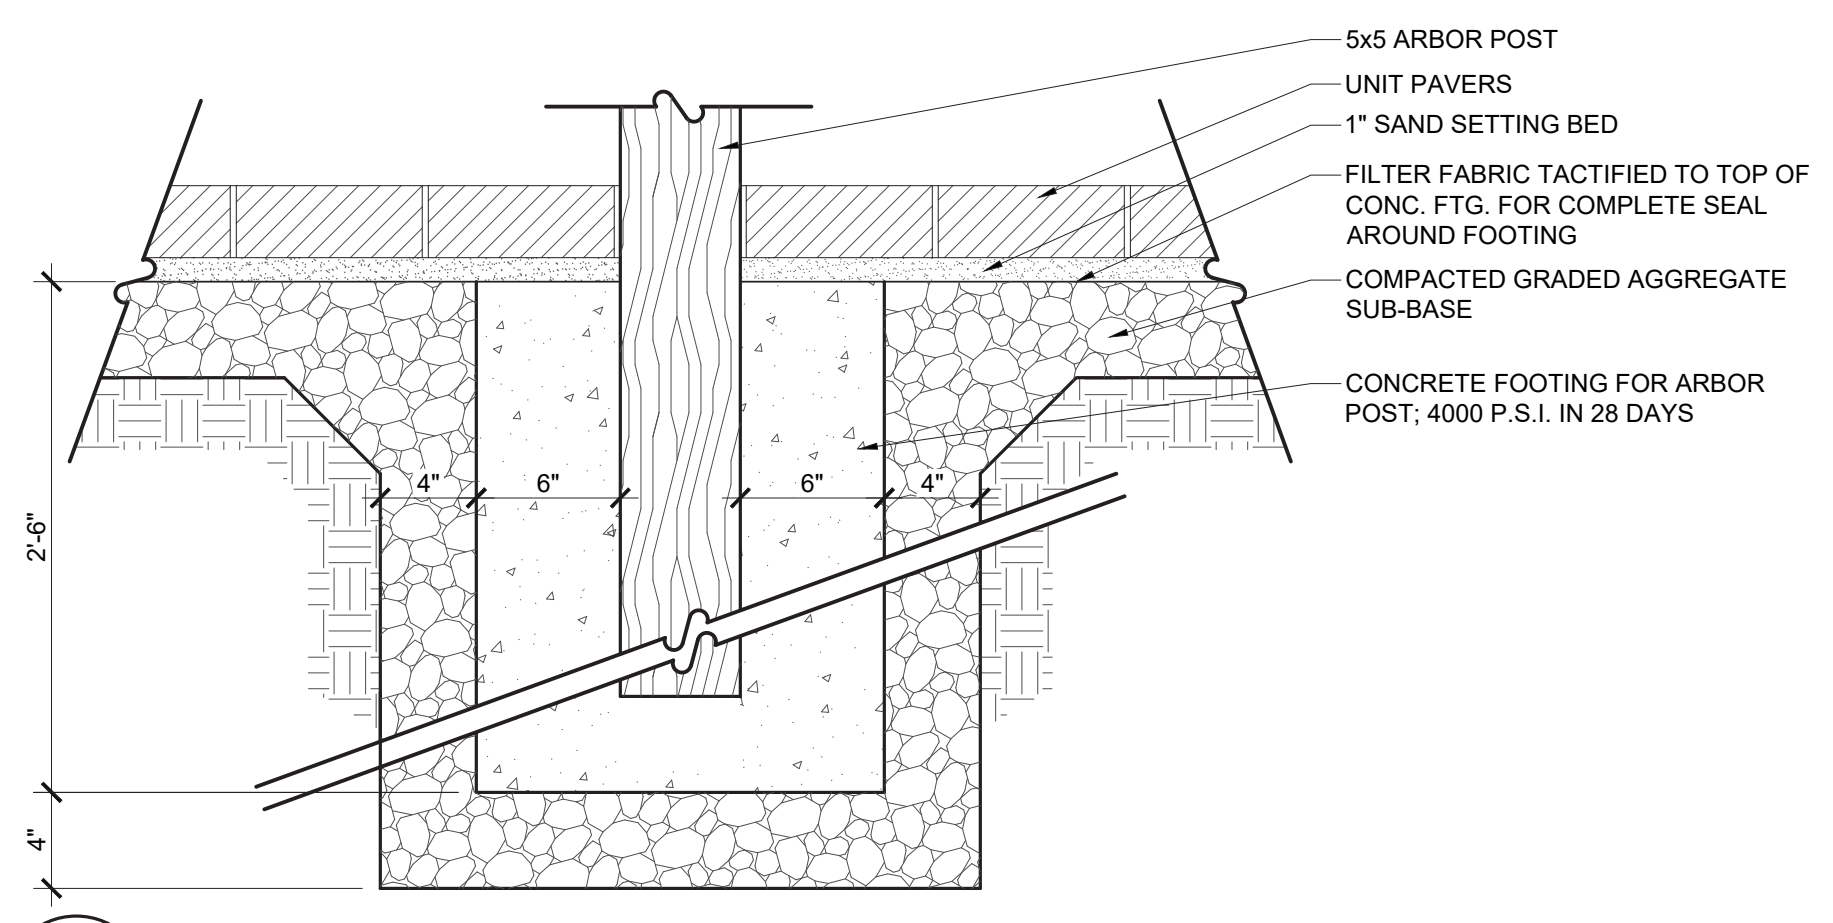 5x5 ARBOR POST
UNIT PAVERS
1" SAND SETTING BED
FILTER FABRIC TACTIFIED TO TOP OF
CONC. FTG. FOR COMPLETE SEAL
AROUND FOOTING
COMPACTED GRADED AGGREGATE
SUB-BASE
CONCRETE FOOTING FOR ARBOR
POST; 4000 P.S.I. IN 28 DAYS
4" 6" 6" 4"
2'-6"
4"